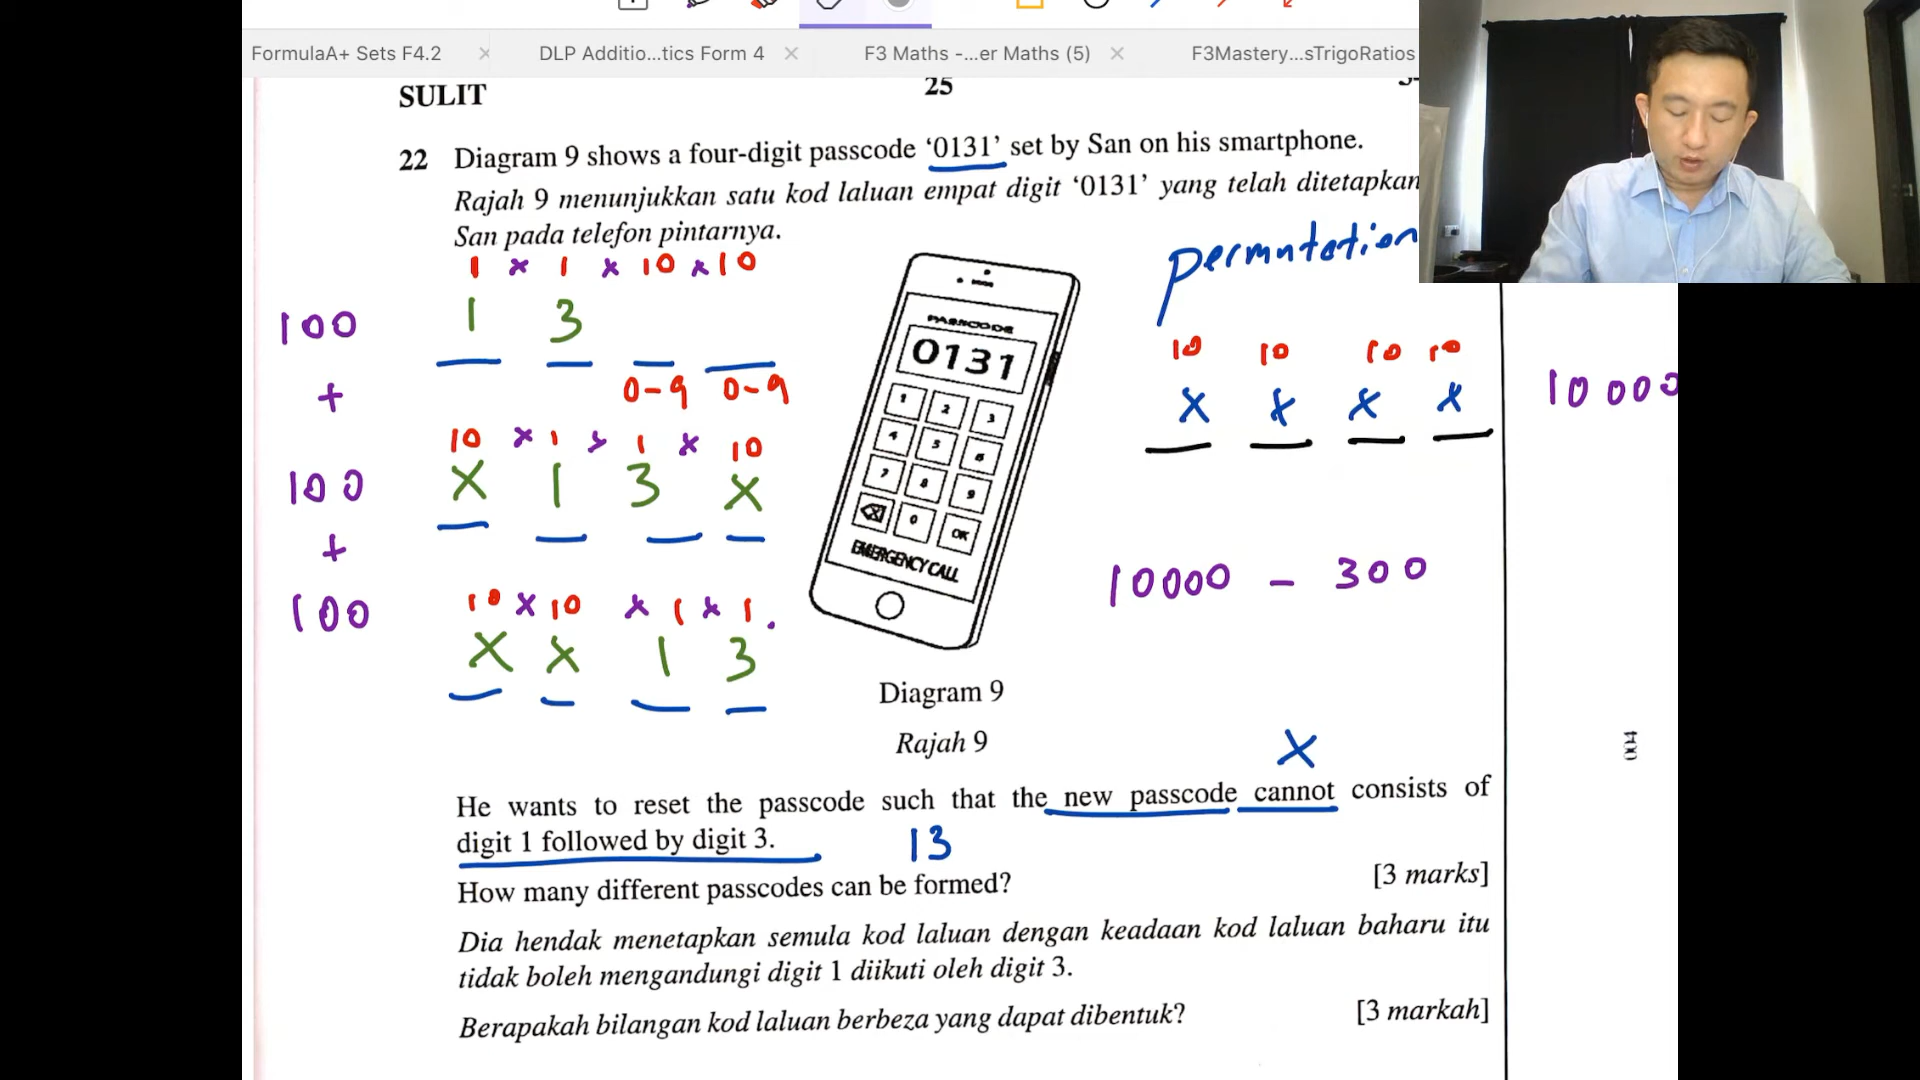 FormulaA+ Sets F4.2 × DLP Additio...tics Form 4 × F3 Maths -...er Maths (5) × F3Mastery...sTrigoRatios
SULIT 25
22 Diagram 9 shows a four-digit passcode ‘0131’ set by San on his smartphone.
Rajah 9 menunjukkan satu kod laluan empat digit ‘0131’ yang telah ditetapkan
San pada telefon pintarnya.
permutation
1 × 1 × 10 × 10
100 1 3
0-9 0-9
+
10 × 1 × 1 × 10
100 X 1 3 X
+
10 × 10 × 1 × 1
100 X X 1 3
PASSCODE
0131
1 2 3
4 5 6
7 8 9
0 OK
EMERGENCY CALL
10 10 10 10
x x x x
10000
10000 - 300
Diagram 9
Rajah 9
X
004
He wants to reset the passcode such that the new passcode cannot consists of
digit 1 followed by digit 3. 13
How many different passcodes can be formed? [3 marks]
Dia hendak menetapkan semula kod laluan dengan keadaan kod laluan baharu itu
tidak boleh mengandungi digit 1 diikuti oleh digit 3.
Berapakah bilangan kod laluan berbeza yang dapat dibentuk? [3 markah]